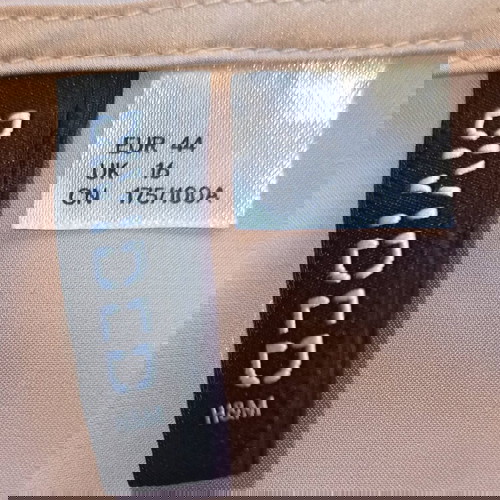 EUR 44
UK 16
CN 175/100A
H&M